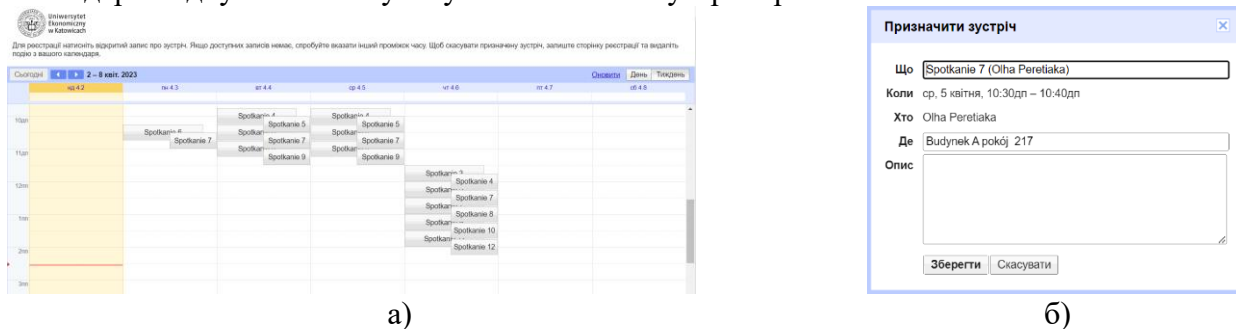 Uniwersytet
Ekonomiczny
w Katowicach
Для реєстрації натисніть відкритий запис про зустріч. Якщо доступних записів немає, спробуйте вказати інший проміжок часу. Щоб скасувати призначену зустріч, залиште сторінку реєстрації та видаліть
подію з вашого календаря.
Сьогодні 2 – 8 квіт. 2023 Оновити День Тиждень
нд 4.2 пн 4.3 вт 4.4 ср 4.5 чт 4.6 пт 4.7 сб 4.8
10дп
11дп
12пп
1пп
2пп
3пп
Spotkanie 6
Spotkanie 7
Spotkanie 4
Spotkanie 5
Spotkanie 7
Spotkanie 9
Spotkanie 4
Spotkanie 5
Spotkanie 7
Spotkanie 9
Spotkanie 4
Spotkanie 7
Spotkanie 8
Spotkanie 10
Spotkanie 12
а)
Призначити зустріч
Що Spotkanie 7 (Olha Peretiaka)
Коли ср, 5 квітня, 10:30дп – 10:40дп
Хто Olha Peretiaka
Де Budynek A pokój 217
Опис
Зберегти Скасувати
б)